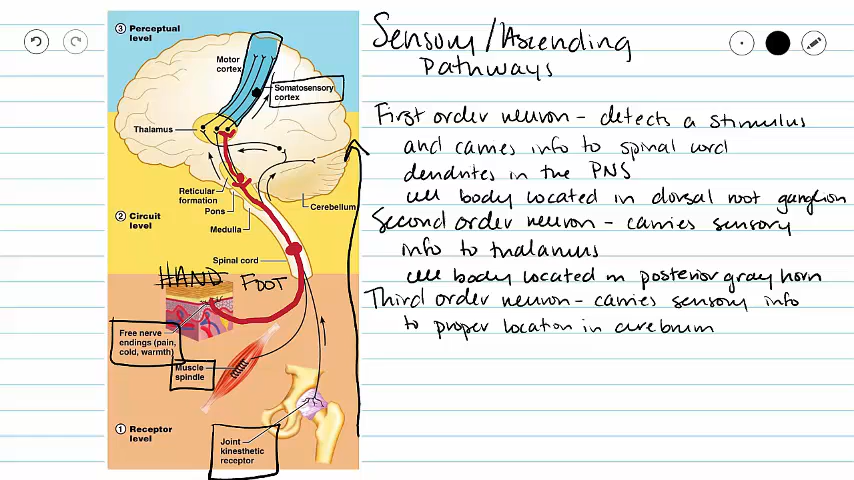 ③ Perceptual
level
Motor
cortex
Somatosensory
cortex
Thalamus
Reticular
formation
Pons
② Circuit
level
Medulla
Cerebellum
Spinal cord
HAND FOOT
Free nerve
endings (pain,
cold, warmth)
Muscle
spindle
① Receptor
level
Joint
kinesthetic
receptor
Sensory/Ascending
Pathways
First order neuron - detects a stimulus
and carries info to spinal cord
dendrites in the PNS
cell body located in dorsal root ganglion
Second order neuron - carries sensory
info to thalamus
cell body located in posterior gray horn
Third order neuron - carries sensory info
to proper location in cerebrum